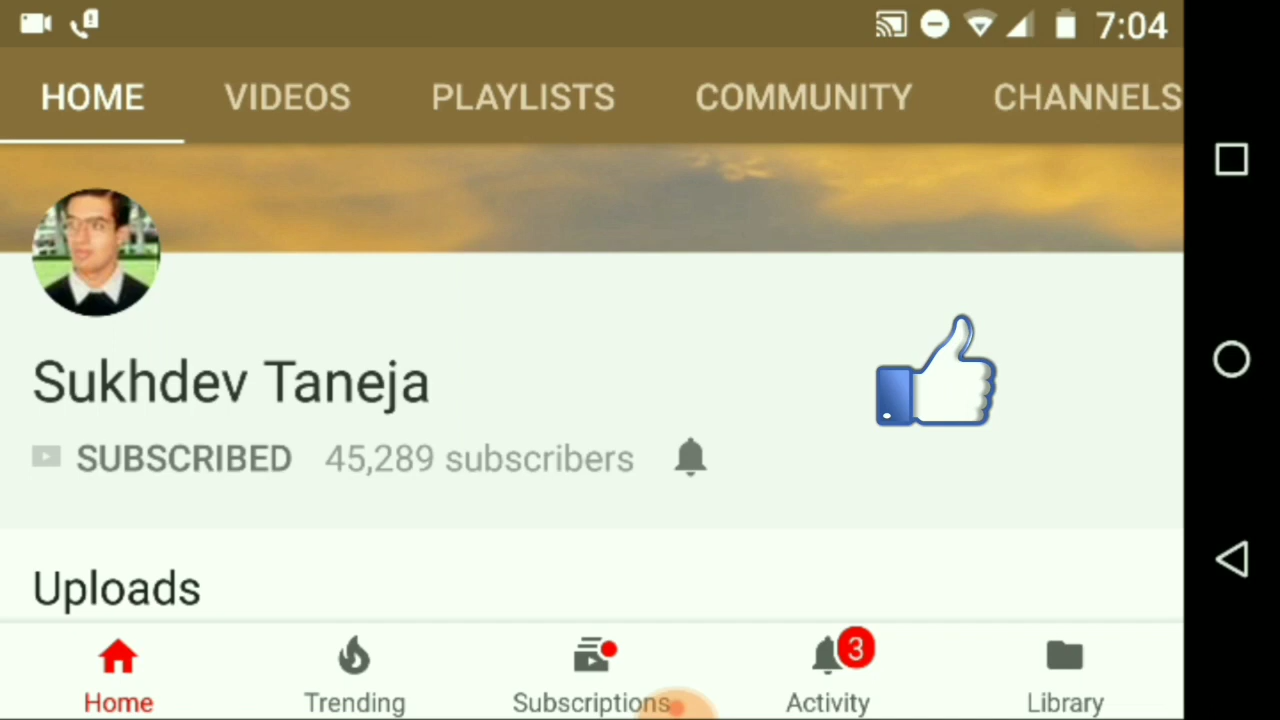 7:04
HOME VIDEOS PLAYLISTS COMMUNITY CHANNELS
Sukhdev Taneja
SUBSCRIBED 45,289 subscribers
Uploads
3
Home Trending Subscriptions Activity Library